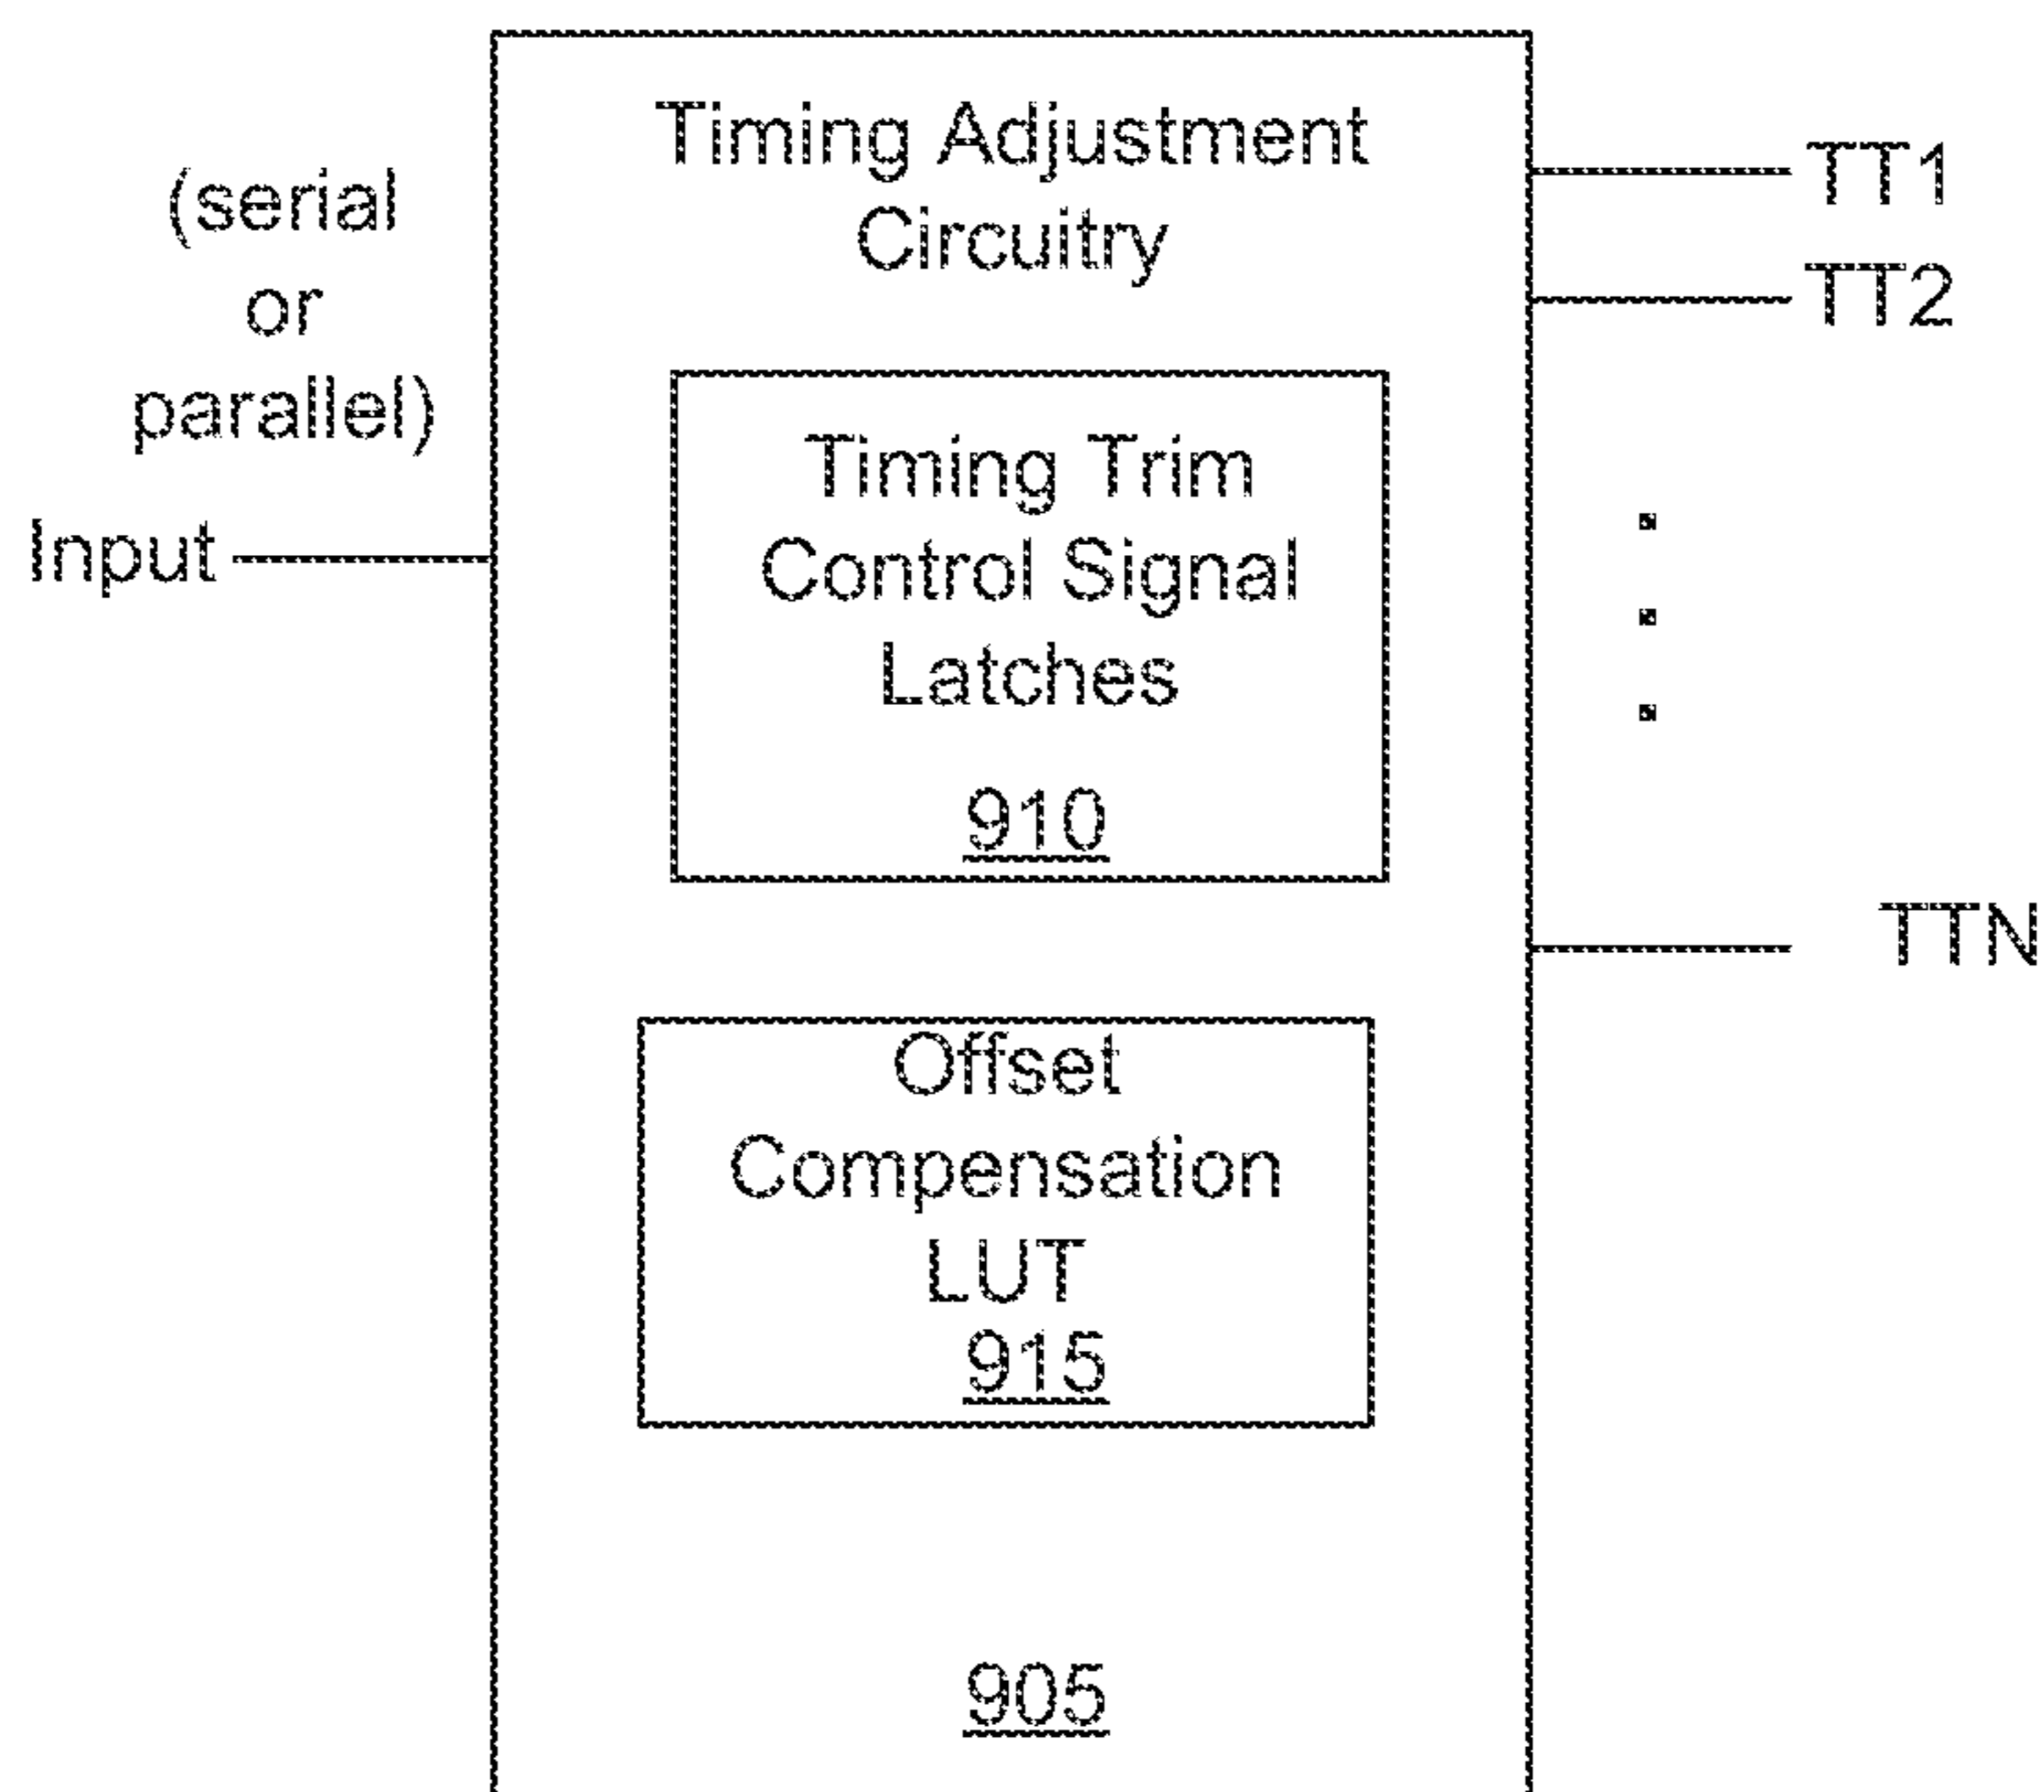 (serial
or
parallel)
Input
Timing Adjustment
Circuitry
Timing Trim
Control Signal
Latches
910
Offset
Compensation
LUT
915
905
TT1
TT2
TTN